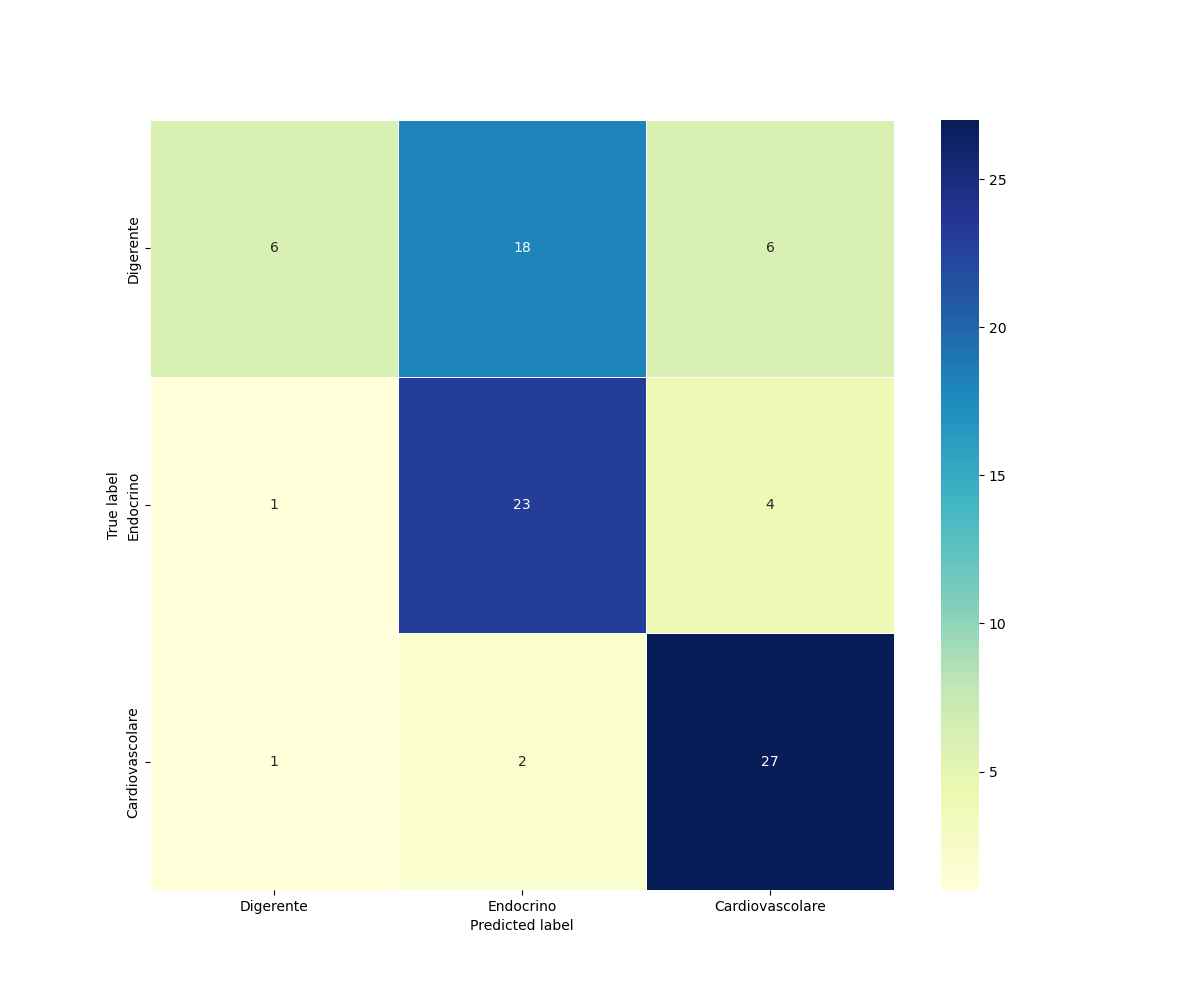 Digerente 6 18 6
Endocrino 1 23 4
Cardiovascolare 1 2 27
True label
Digerente Endocrino Cardiovascolare
Predicted label
25
20
15
10
5